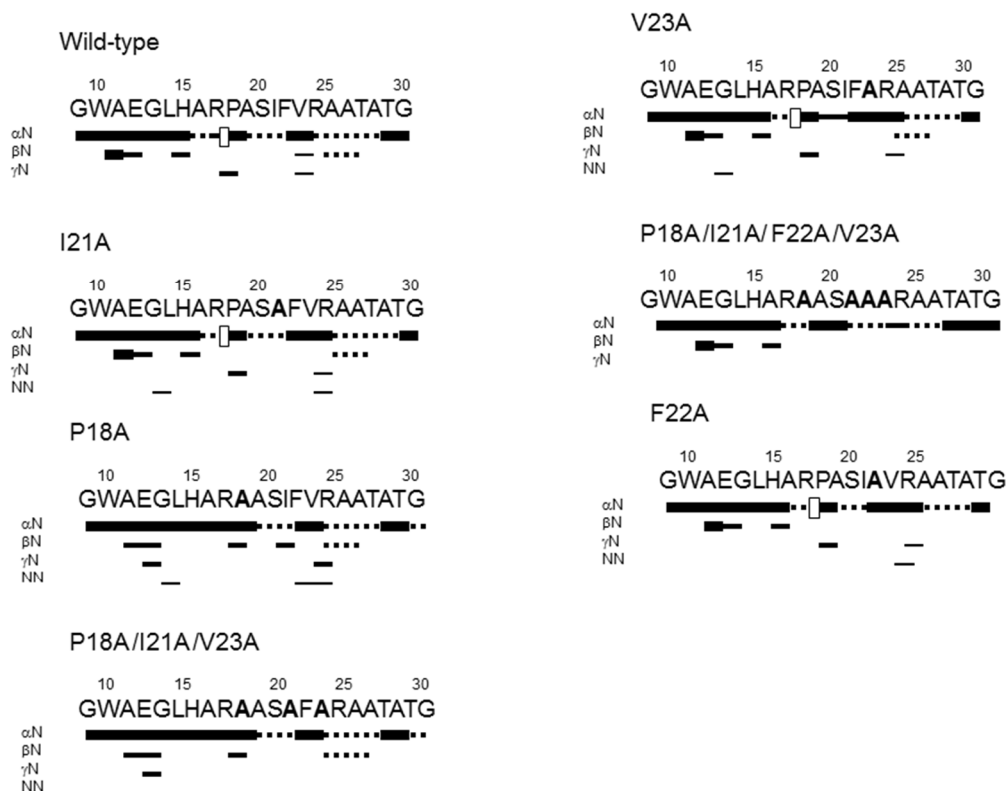 Wild-type
10 15 20 25 30
GWAEGLHARPASIFVRAATATG
αN
βN
γN
I21A
10 15 20 25 30
GWAEGLHARPASAFVRAATATG
αN
βN
γN
NN
P18A
10 15 20 25 30
GWAEGLHARAASIFVRAATATG
αN
βN
γN
NN
P18A/I21A/V23A
10 15 20 25 30
GWAEGLHARAASAFARAATATG
αN
βN
γN
NN
V23A
10 15 20 25 30
GWAEGLHARPASIFARAATATG
αN
βN
γN
NN
P18A/I21A/F22A/V23A
10 15 20 25 30
GWAEGLHARAASAAARAATATG
αN
βN
γN
F22A
10 15 20 25
GWAEGLHARPASIAVRAATATG
αN
βN
γN
NN